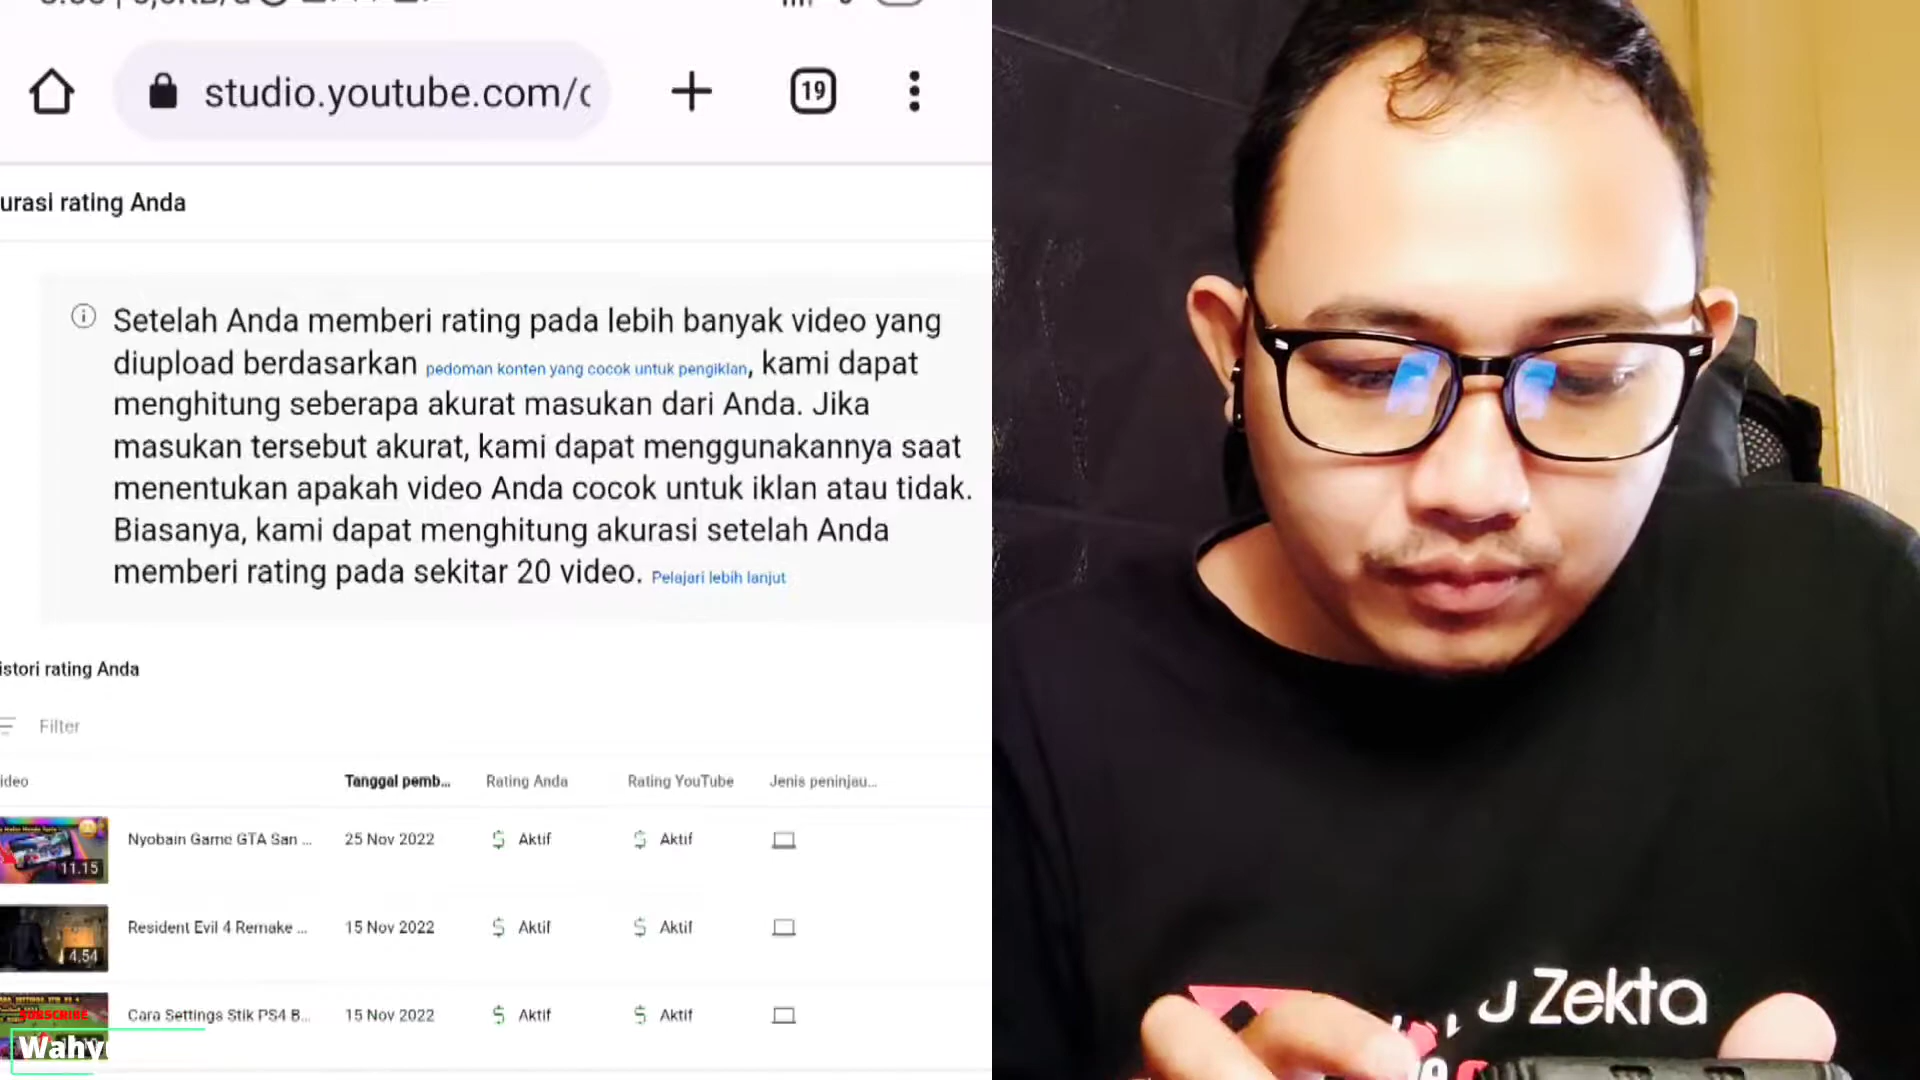 studio.youtube.com/c
19
urasi rating Anda
Setelah Anda memberi rating pada lebih banyak video yang
diupload berdasarkan pedoman konten yang cocok untuk pengiklan, kami dapat
menghitung seberapa akurat masukan dari Anda. Jika
masukan tersebut akurat, kami dapat menggunakannya saat
menentukan apakah video Anda cocok untuk iklan atau tidak.
Biasanya, kami dapat menghitung akurasi setelah Anda
memberi rating pada sekitar 20 video. Pelajari lebih lanjut
istori rating Anda
Filter
ideo Tanggal pemb... Rating Anda Rating YouTube Jenis peninjau...
11.15 Nyobain Game GTA San ... 25 Nov 2022 $ Aktif $ Aktif
4.54 Resident Evil 4 Remake ... 15 Nov 2022 $ Aktif $ Aktif
Cara Settings Stik PS4 B... 15 Nov 2022 $ Aktif $ Aktif
SUBSCRIBE
Wahyu
J Zekta